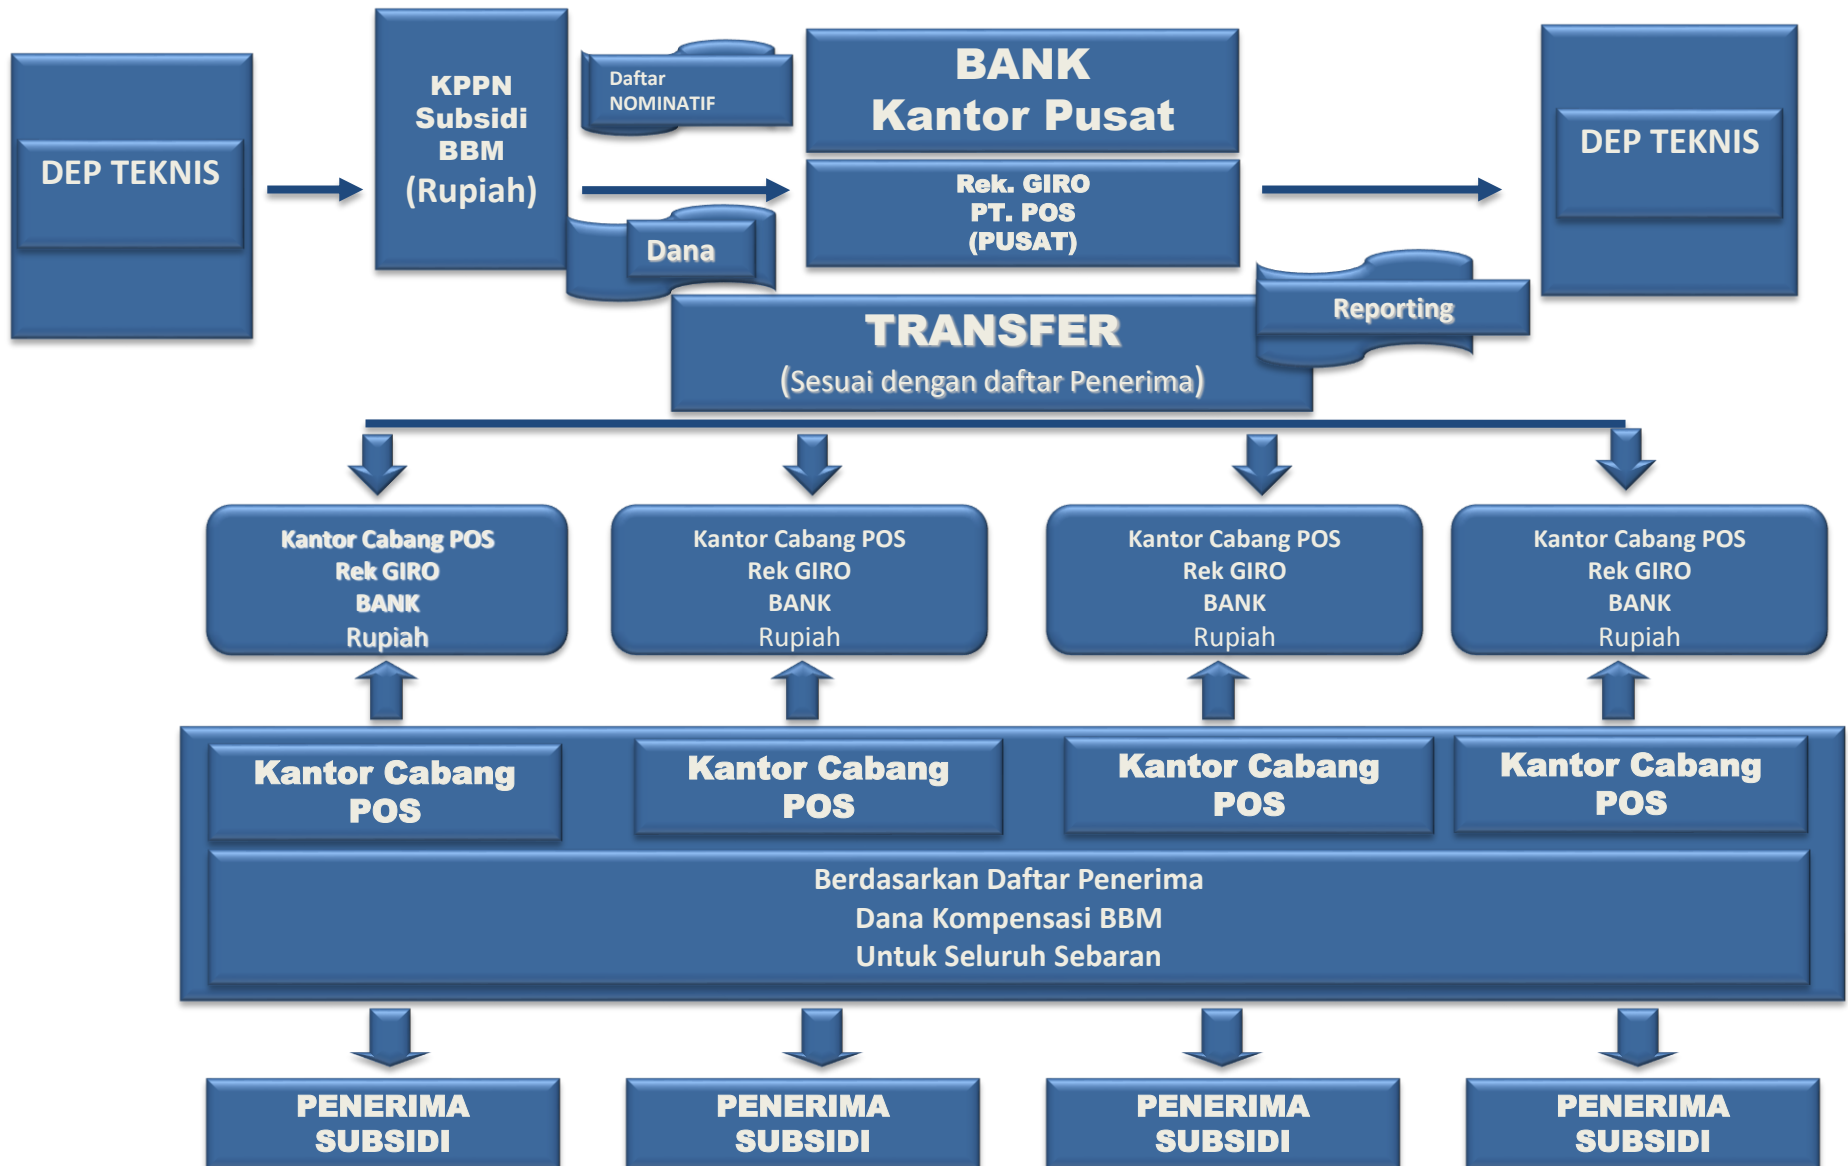 DEP TEKNIS
KPPN
Subsidi
BBM
(Rupiah)
Daftar
NOMINATIF
Dana
BANK
Kantor Pusat
Rek. GIRO
PT. POS
(PUSAT)
DEP TEKNIS
Reporting
TRANSFER
(Sesuai dengan daftar Penerima)
Kantor Cabang POS
Rek GIRO
BANK
Rupiah
Kantor Cabang POS
Rek GIRO
BANK
Rupiah
Kantor Cabang POS
Rek GIRO
BANK
Rupiah
Kantor Cabang POS
Rek GIRO
BANK
Rupiah
Kantor Cabang
POS
Kantor Cabang
POS
Kantor Cabang
POS
Kantor Cabang
POS
Berdasarkan Daftar Penerima
Dana Kompensasi BBM
Untuk Seluruh Sebaran
PENERIMA
SUBSIDI
PENERIMA
SUBSIDI
PENERIMA
SUBSIDI
PENERIMA
SUBSIDI